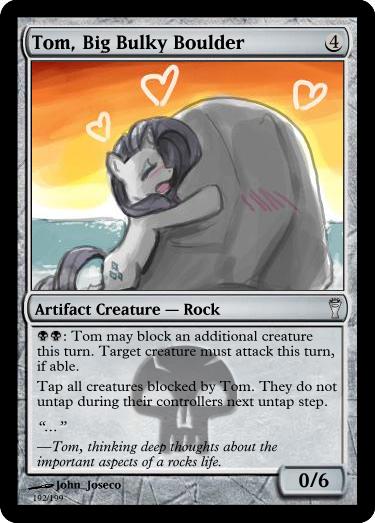 Tom, Big Bulky Boulder 4
Artifact Creature — Rock
: Tom may block an additional creature
this turn. Target creature must attack this turn,
if able.
Tap all creatures blocked by Tom. They do not
untap during their controllers next untap step.
“...”
—Tom, thinking deep thoughts about the
important aspects of a rocks life.
0/6
John_Joseco
192/199